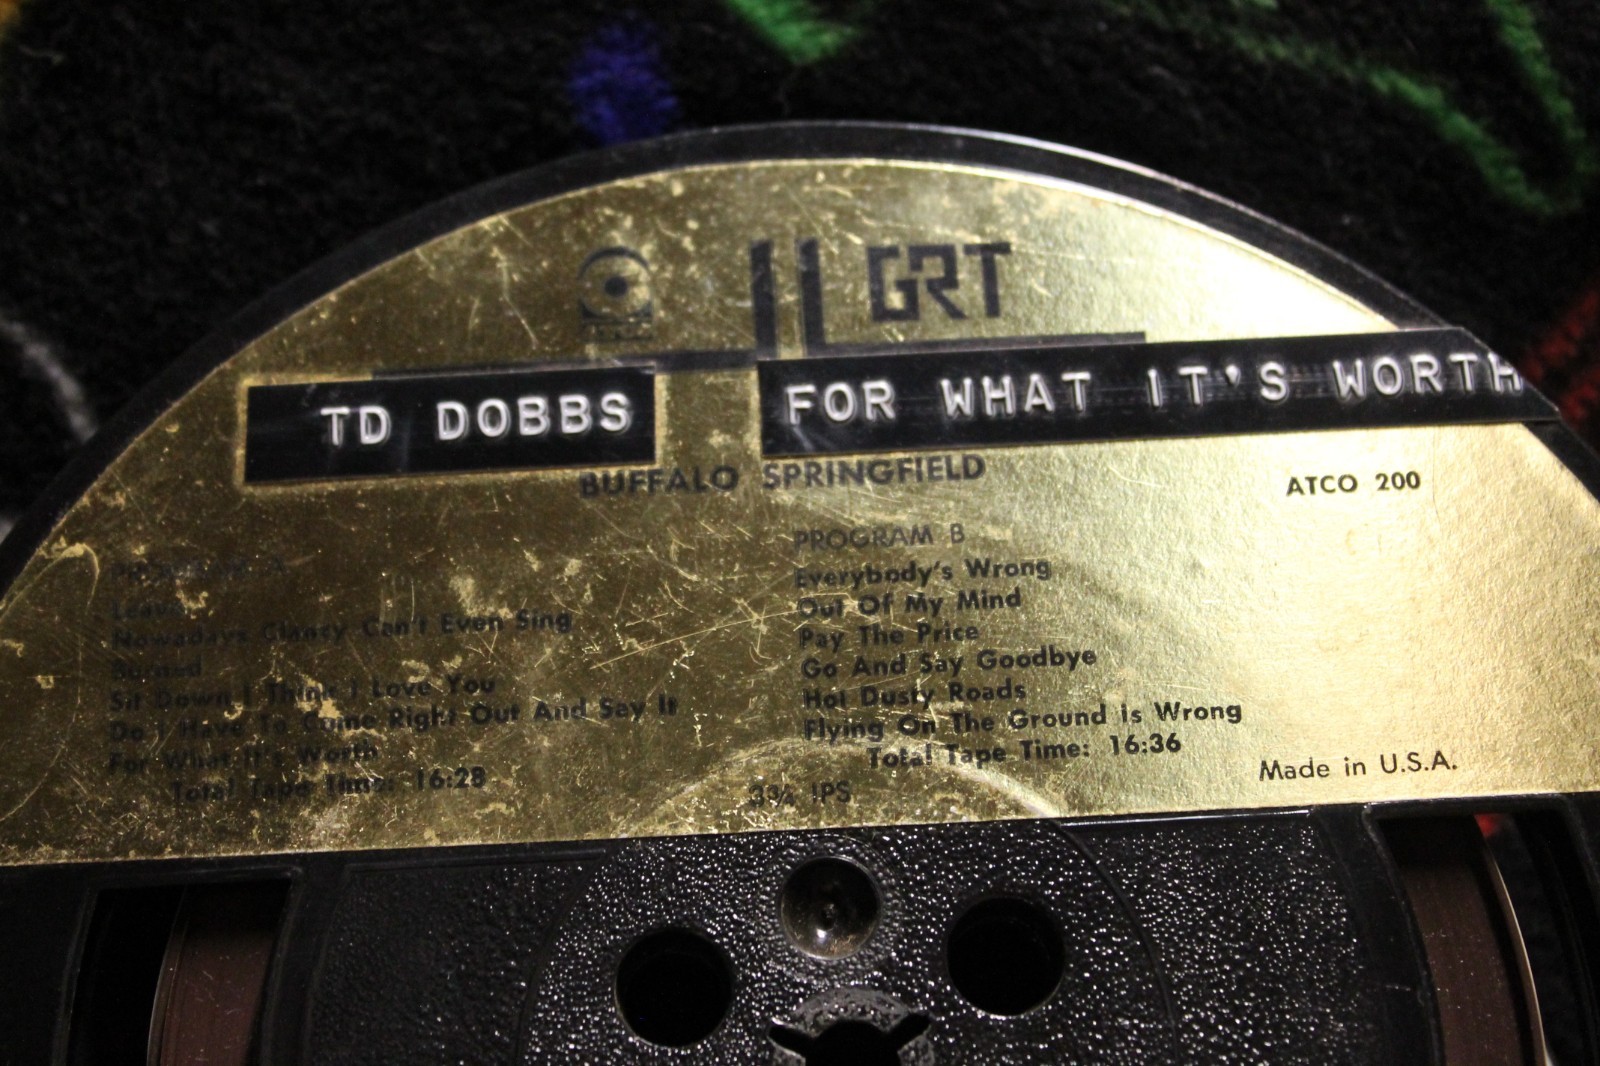 GRT
TD DOBBS
FOR WHAT IT'S WORTH
BUFFALO SPRINGFIELD
ATCO 200
PROGRAM A
Leave
Nowadays Clancy Can't Even Sing
Burned
Sit Down I Think I Love You
Do I Have To Come Right Out And Say It
For What It's Worth
Total Tape Time: 16:28
PROGRAM B
Everybody's Wrong
Out Of My Mind
Pay The Price
Go And Say Goodbye
Hot Dusty Roads
Flying On The Ground is Wrong
Total Tape Time: 16:36
3¾ IPS
Made in U.S.A.